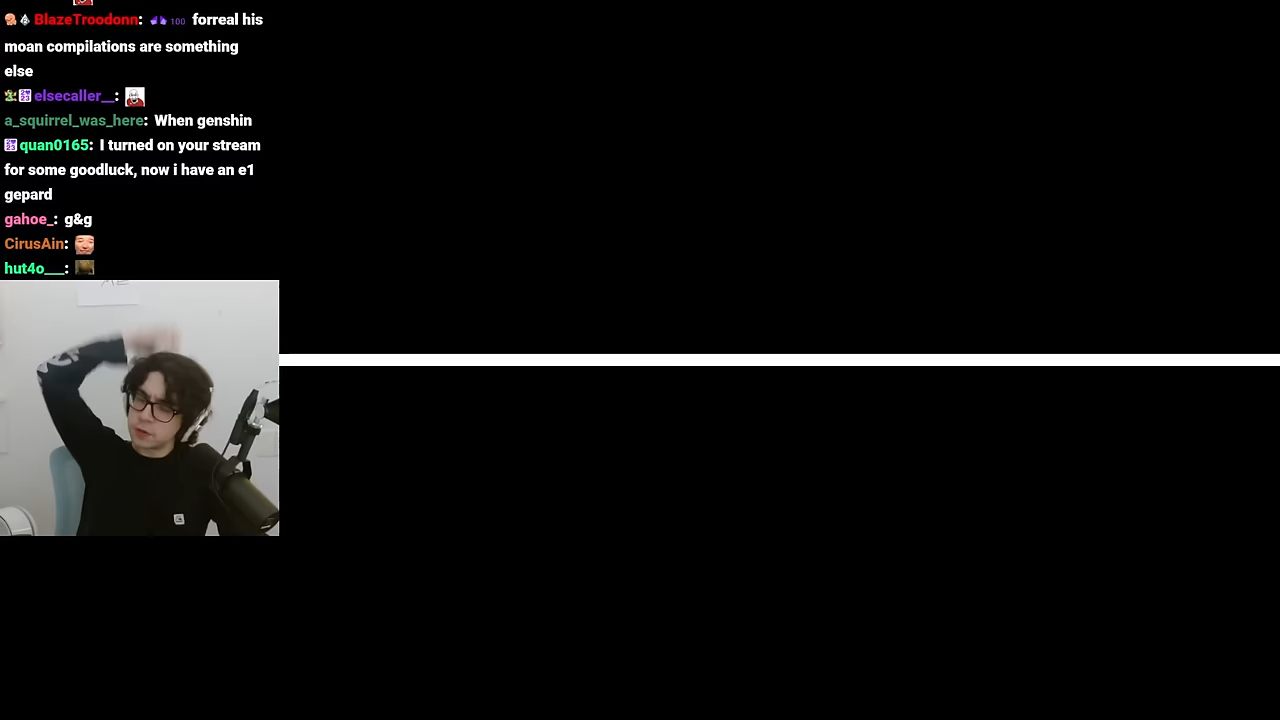 BlazeTroodonn: 100 forreal his
moan compilations are something
else
elsecaller__:
a_squirrel_was_here: When genshin
quan0165: I turned on your stream
for some goodluck, now i have an e1
gepard
gahoe_: g&g
CirusAin:
hut4o___: